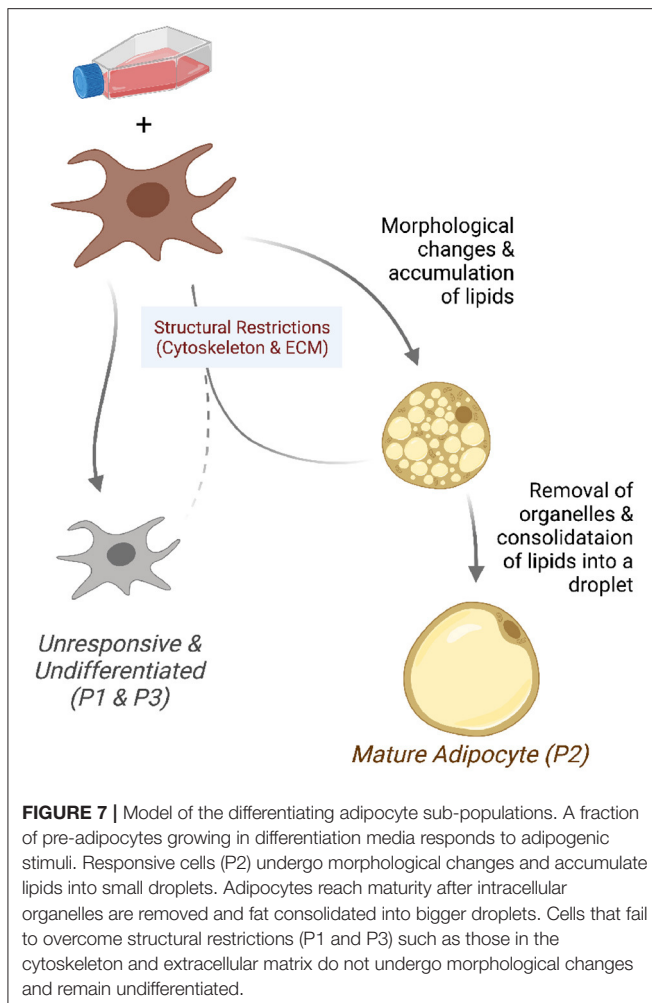 +
Morphological
changes &
accumulation
of lipids
Structural Restrictions
(Cytoskeleton & ECM)
Removal of
organelles &
consolidataion
of lipids into a
droplet
Unresponsive &
Undifferentiated
(P1 & P3)
Mature Adipocyte (P2)
FIGURE 7 | Model of the differentiating adipocyte sub-populations. A fraction
of pre-adipocytes growing in differentiation media responds to adipogenic
stimuli. Responsive cells (P2) undergo morphological changes and accumulate
lipids into small droplets. Adipocytes reach maturity after intracellular
organelles are removed and fat consolidated into bigger droplets. Cells that fail
to overcome structural restrictions (P1 and P3) such as those in the
cytoskeleton and extracellular matrix do not undergo morphological changes
and remain undifferentiated.